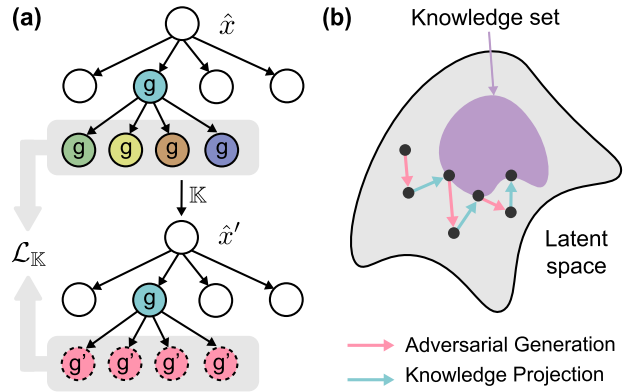 (a)
x̂
g
g g g g
𝕂
ℒ𝕂
x̂′
g
g' g' g' g'
(b)
Knowledge set
Latent
space
Adversarial Generation
Knowledge Projection